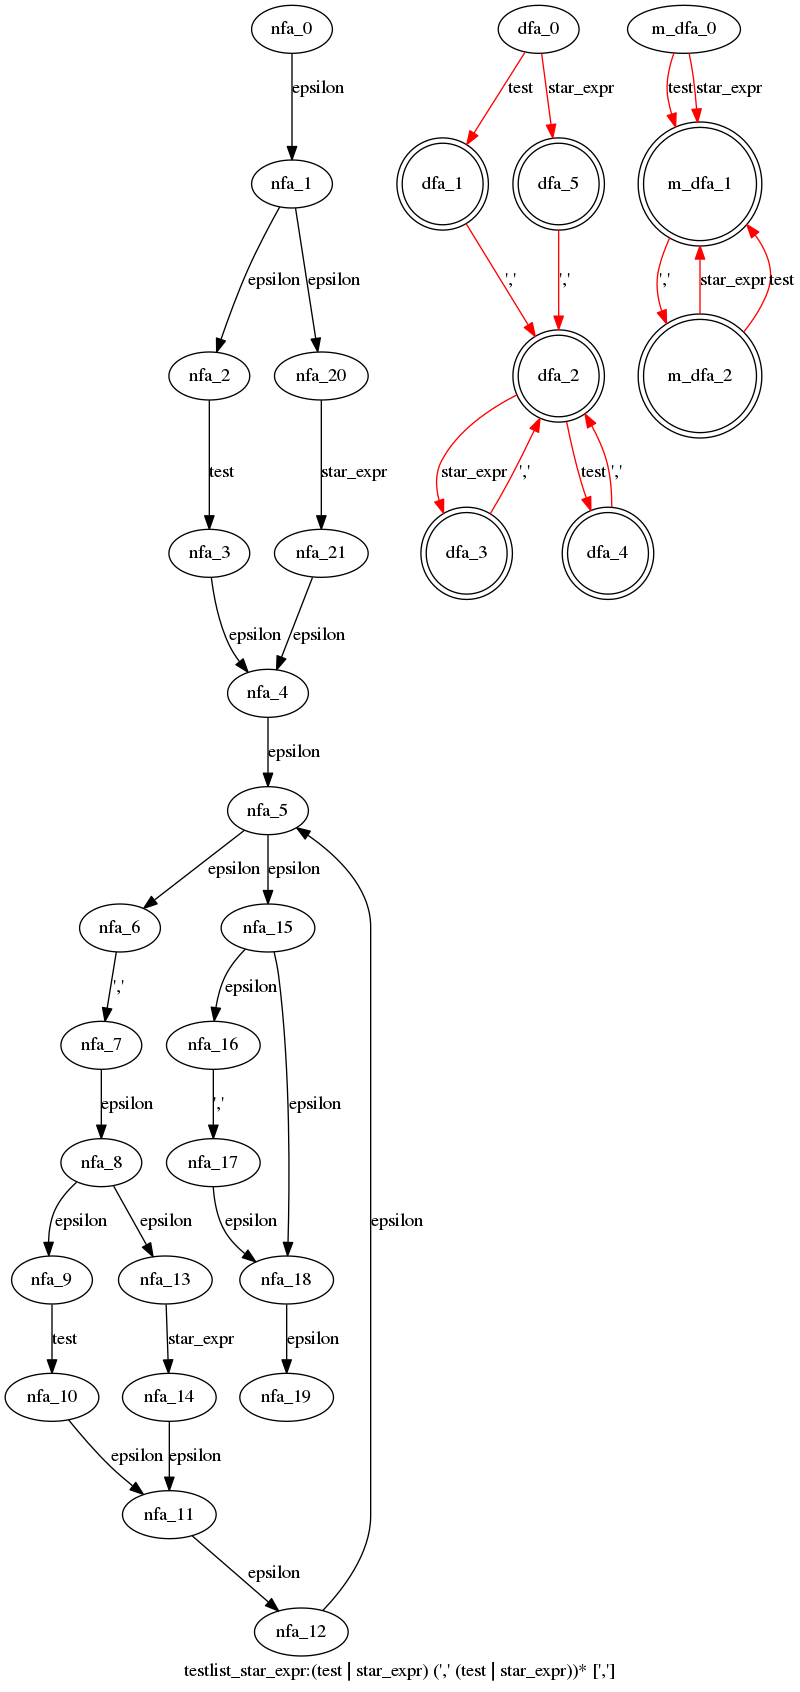 nfa_0
dfa_0
m_dfa_0
epsilon
test
star_expr
test
star_expr
nfa_1
dfa_1
dfa_5
m_dfa_1
epsilon
epsilon
','
','
','
star_expr
test
nfa_2
nfa_20
dfa_2
m_dfa_2
test
star_expr
star_expr
','
test
','
nfa_3
nfa_21
dfa_3
dfa_4
epsilon
epsilon
nfa_4
epsilon
nfa_5
epsilon
epsilon
nfa_6
nfa_15
','
epsilon
nfa_7
nfa_16
epsilon
','
epsilon
nfa_8
nfa_17
epsilon
epsilon
epsilon
epsilon
nfa_9
nfa_13
nfa_18
test
star_expr
epsilon
nfa_10
nfa_14
nfa_19
epsilon
epsilon
nfa_11
epsilon
nfa_12
testlist_star_expr:(test | star_expr) (',' (test | star_expr))* [',']